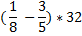 (1/8 − 3/5) * 32